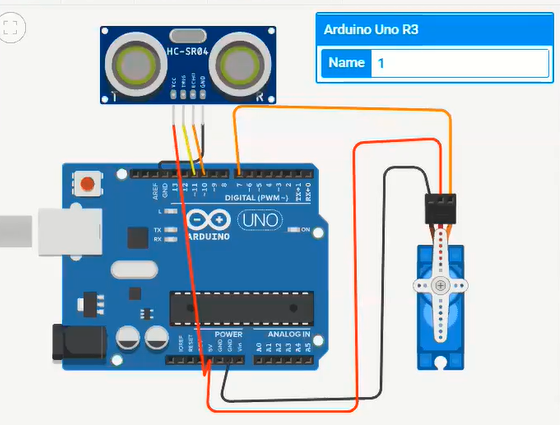 Arduino Uno R3
Name 1
HC-SR04
VCC
TRIG
ECHO
GND
T
R
AREF
GND
13
12
~11
~10
~9
8
7
~6
~5
4
~3
2
TX→1
RX←0
DIGITAL (PWM~)
L
TX
RX
UNO
ARDUINO
ON
POWER
ANALOG IN
IOREF
RESET
5V
GND
GND
Vin
A0
A1
A2
A3
A4
A5